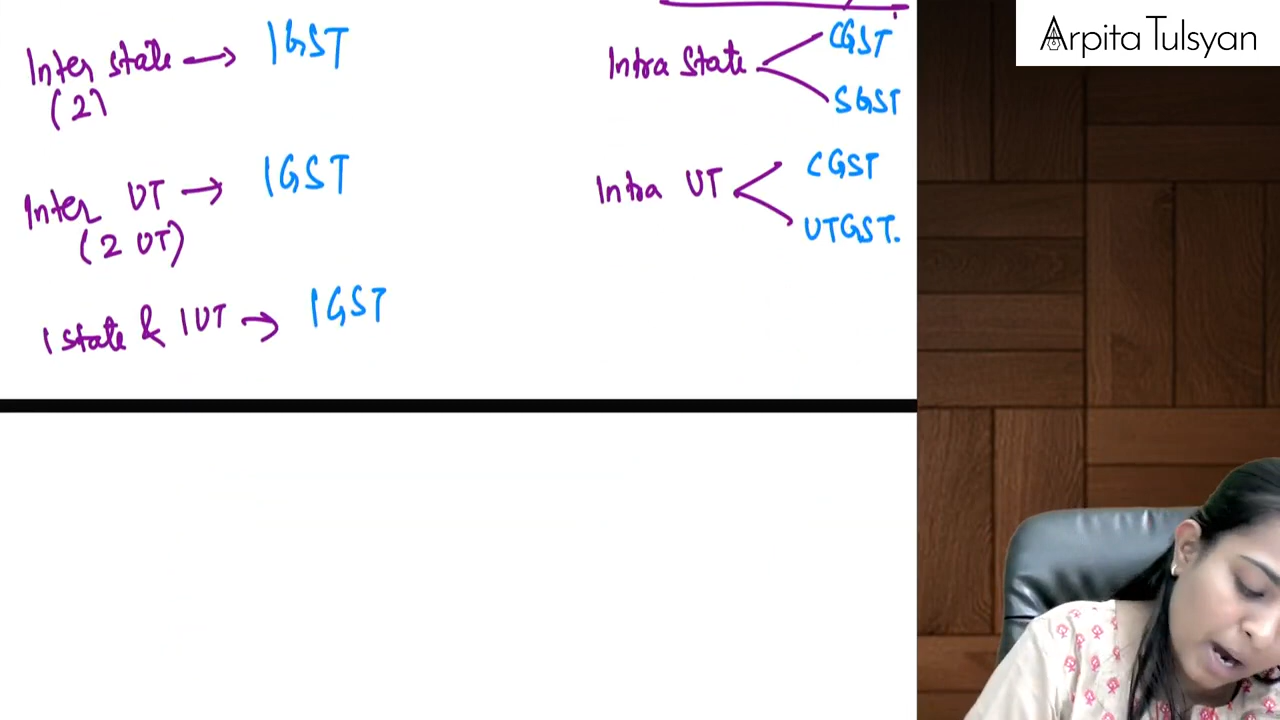 Arpita Tulsyan
Inter state → IGST
(2)
Inter UT → IGST
(2 UT)
1 state & 1 UT → IGST
Intra State
CGST
SGST
Intra UT
CGST
UTGST.